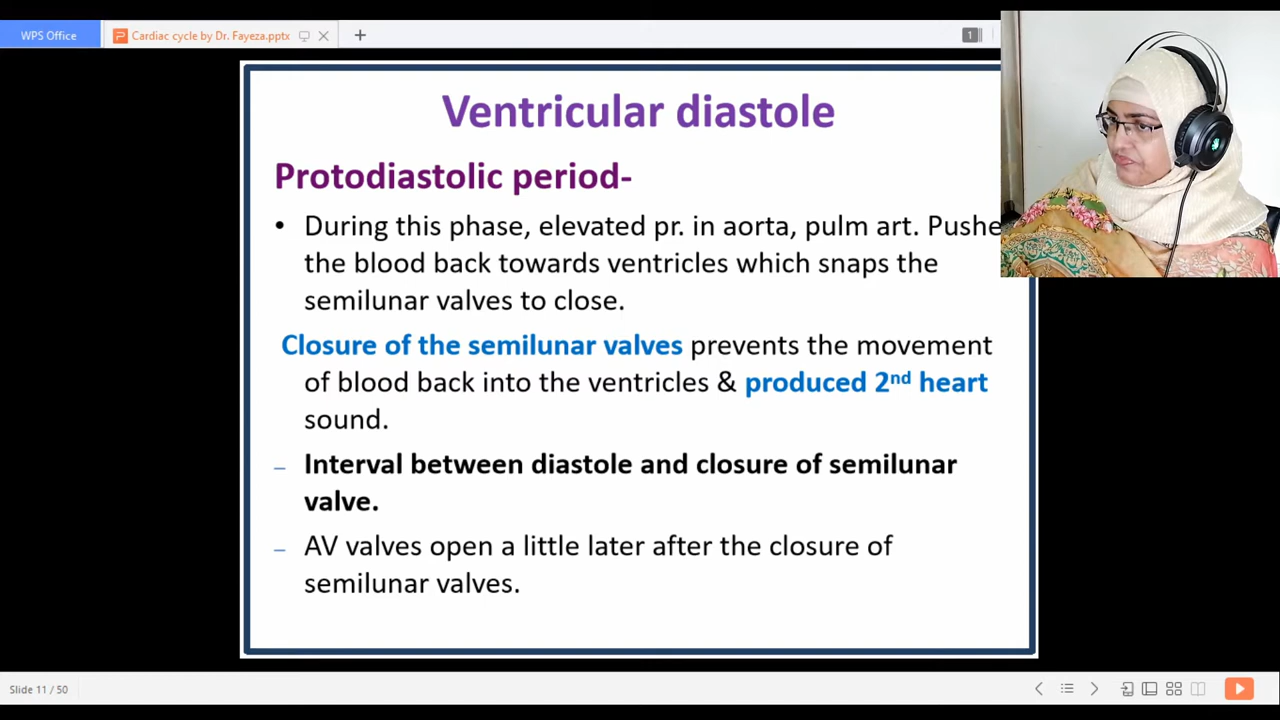 WPS Office
Cardiac cycle by Dr. Fayeza.pptx
1
Ventricular diastole
Protodiastolic period-
• During this phase, elevated pr. in aorta, pulm art. Pushe
the blood back towards ventricles which snaps the
semilunar valves to close.
Closure of the semilunar valves prevents the movement
of blood back into the ventricles & produced 2nd heart
sound.
– Interval between diastole and closure of semilunar
valve.
– AV valves open a little later after the closure of
semilunar valves.
Slide 11 / 50